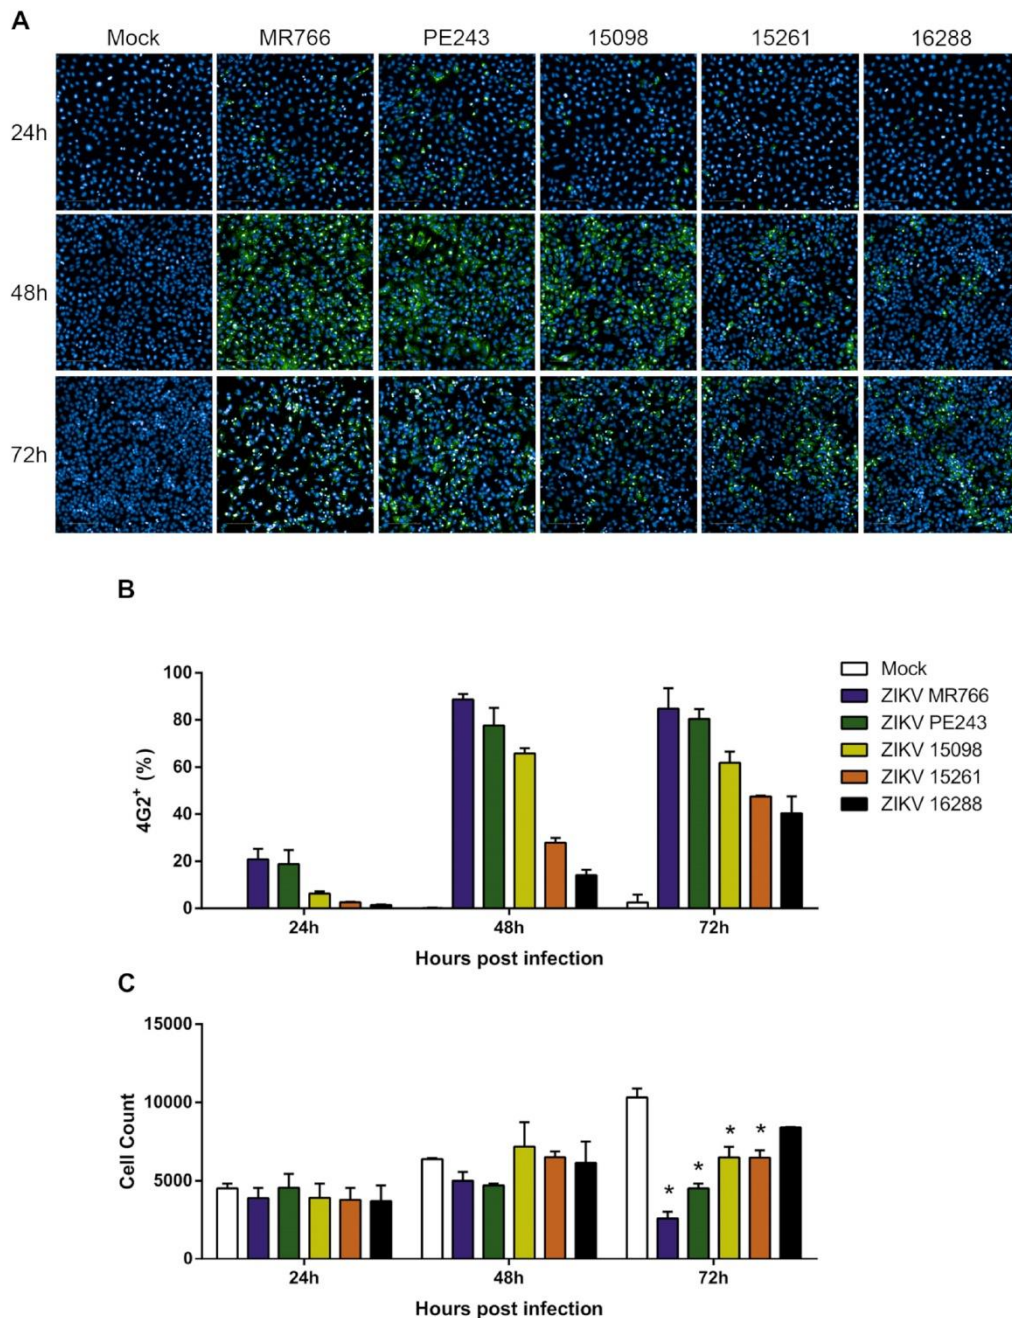 A
Mock MR766 PE243 15098 15261 16288
24h
48h
72h
B
100
80
60
40
20
0
4G2+ (%)
24h 48h 72h
Hours post infection
Mock
ZIKV MR766
ZIKV PE243
ZIKV 15098
ZIKV 15261
ZIKV 16288
C
15000
10000
5000
0
Cell Count
* * * *
24h 48h 72h
Hours post infection